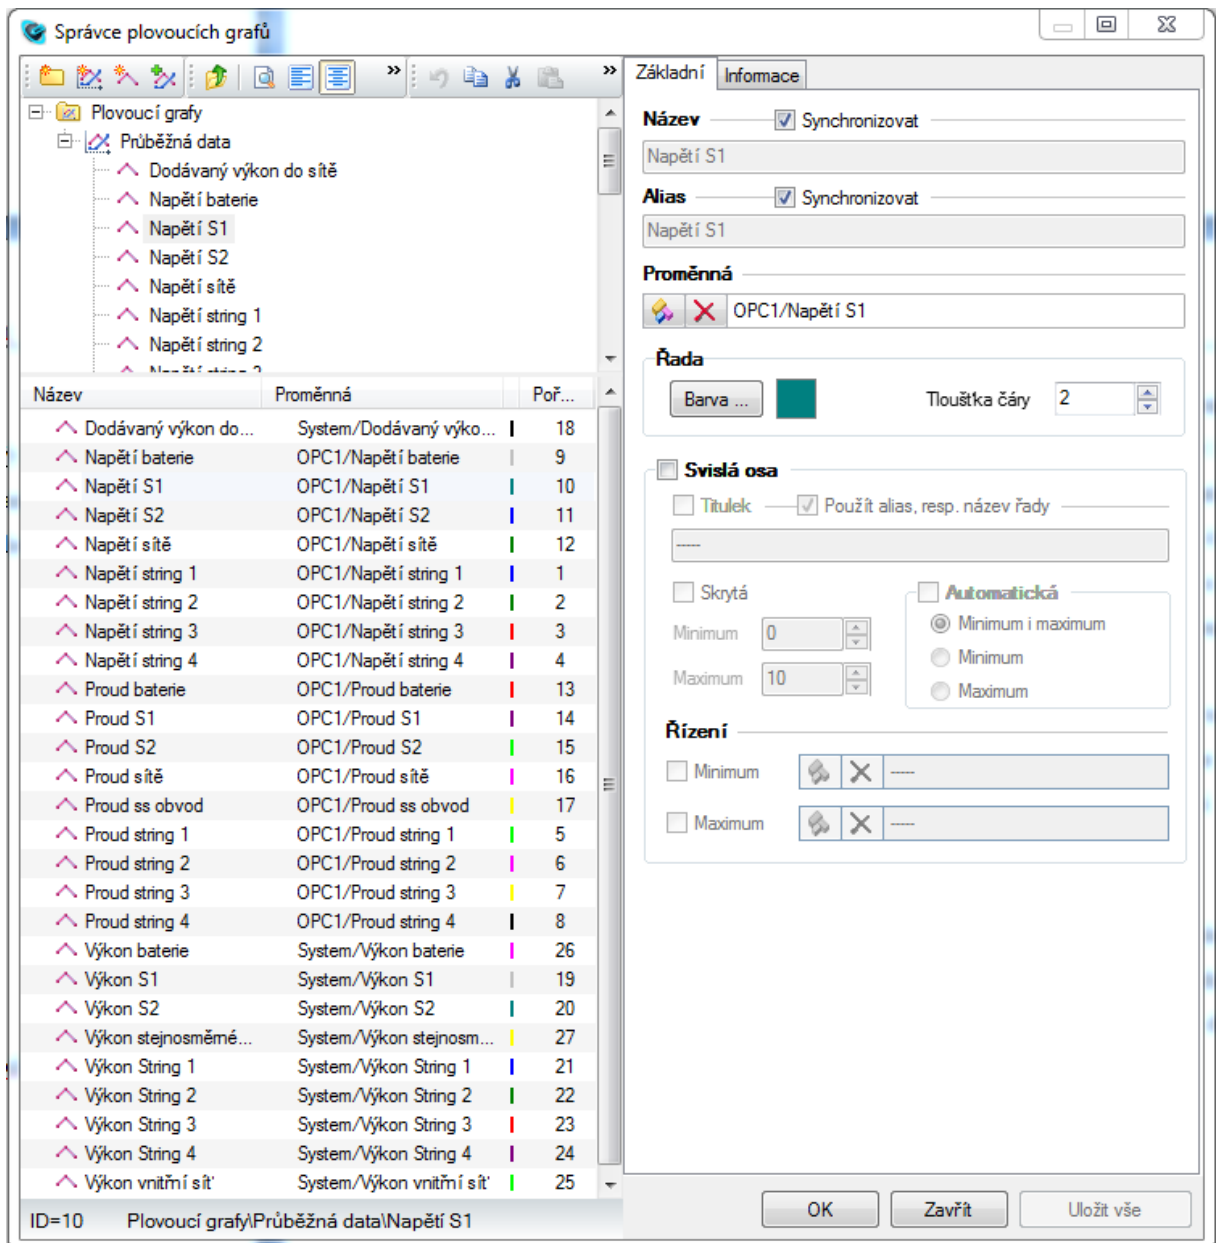 Správce plovoucích grafů
Plovoucí grafy
Průběžná data
Dodávaný výkon do sítě
Napětí baterie
Napětí S1
Napětí S2
Napětí sítě
Napětí string 1
Napětí string 2
Název Proměnná Poř...
Dodávaný výkon do... System/Dodávaný výko... 18
Napětí baterie OPC1/Napětí baterie 9
Napětí S1 OPC1/Napětí S1 10
Napětí S2 OPC1/Napětí S2 11
Napětí sítě OPC1/Napětí sítě 12
Napětí string 1 OPC1/Napětí string 1 1
Napětí string 2 OPC1/Napětí string 2 2
Napětí string 3 OPC1/Napětí string 3 3
Napětí string 4 OPC1/Napětí string 4 4
Proud baterie OPC1/Proud baterie 13
Proud S1 OPC1/Proud S1 14
Proud S2 OPC1/Proud S2 15
Proud sítě OPC1/Proud sítě 16
Proud ss obvod OPC1/Proud ss obvod 17
Proud string 1 OPC1/Proud string 1 5
Proud string 2 OPC1/Proud string 2 6
Proud string 3 OPC1/Proud string 3 7
Proud string 4 OPC1/Proud string 4 8
Výkon baterie System/Výkon baterie 26
Výkon S1 System/Výkon S1 19
Výkon S2 System/Výkon S2 20
Výkon stejnosměrné... System/Výkon stejnosm... 27
Výkon String 1 System/Výkon String 1 21
Výkon String 2 System/Výkon String 2 22
Výkon String 3 System/Výkon String 3 23
Výkon String 4 System/Výkon String 4 24
Výkon vnitřní síť System/Výkon vnitřní síť 25
ID=10 Plovoucí grafy\Průběžná data\Napětí S1
Základní Informace
Název Synchronizovat
Napětí S1
Alias Synchronizovat
Napětí S1
Proměnná
OPC1/Napětí S1
Řada
Barva ... Tloušťka čáry 2
Svislá osa
Titulek Použít alias, resp. název řady
-----
Skrytá Automatická
Minimum 0 Minimum i maximum
Minimum
Maximum 10 Maximum
Řízení
Minimum -----
Maximum -----
OK Zavřít Uložit vše